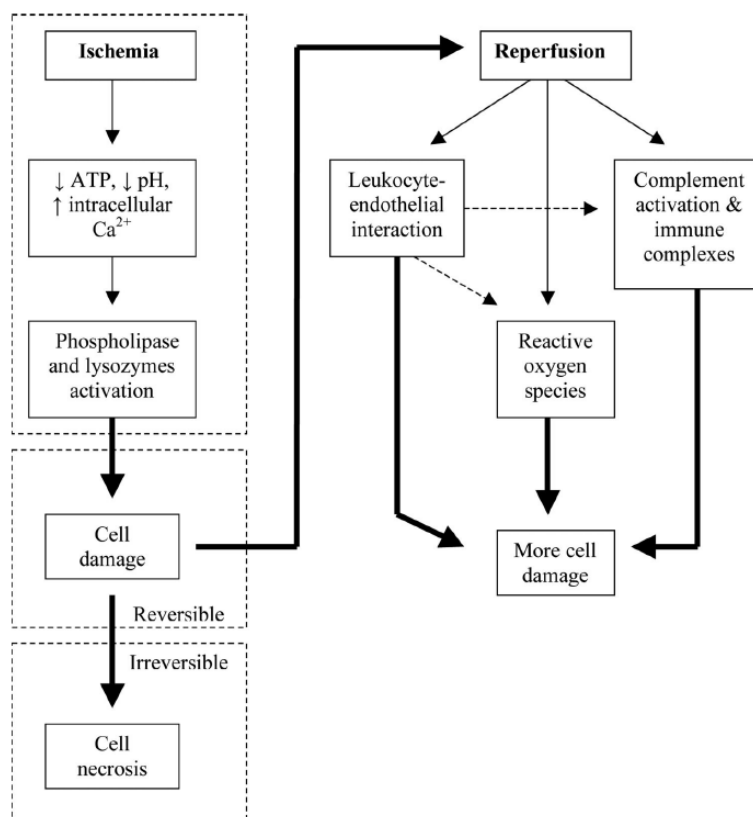 Ischemia
↓ ATP, ↓ pH,
↑ intracellular
Ca²⁺
Phospholipase
and lysozymes
activation
Cell
damage
Reversible
Irreversible
Cell
necrosis
Reperfusion
Leukocyte-
endothelial
interaction
Complement
activation &
immune
complexes
Reactive
oxygen
species
More cell
damage